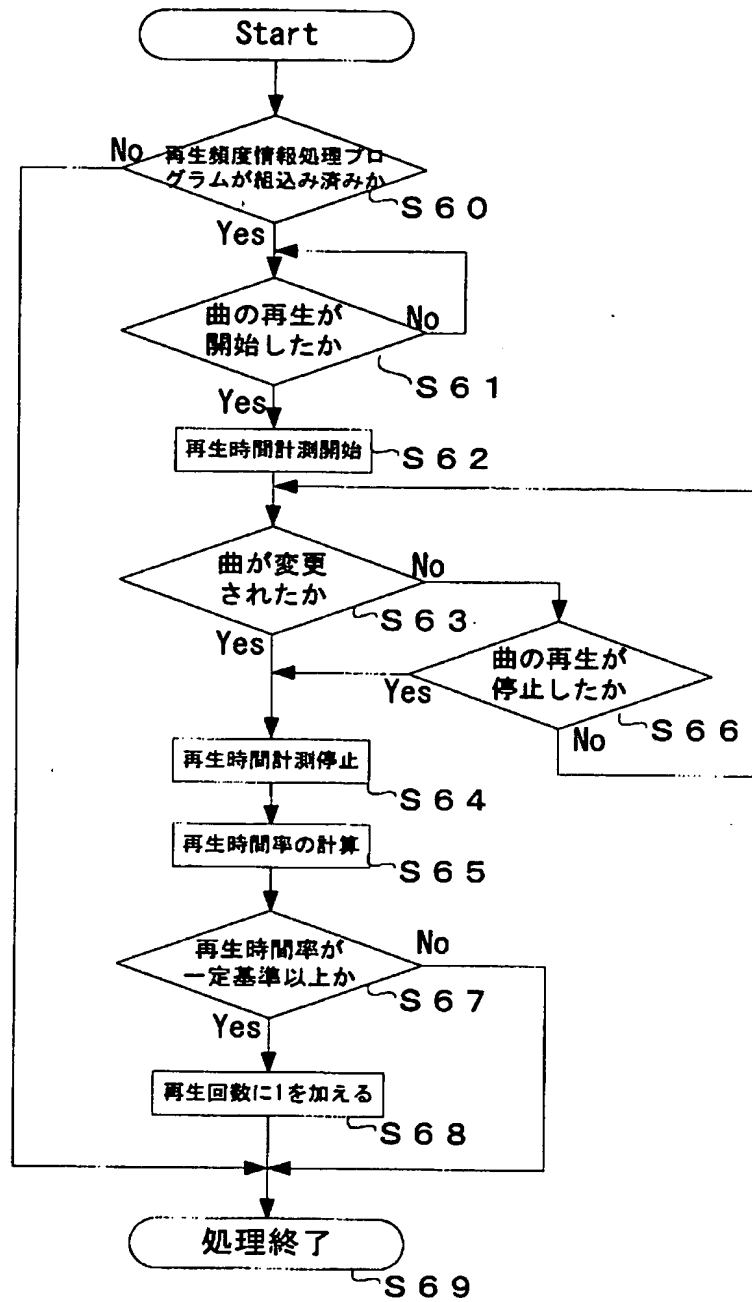 Start
No
再生頻度情報処理プロ
グラムが組込み済みか
S60
Yes
曲の再生が
開始したか
No
S61
Yes
再生時間計測開始
S62
曲が変更
されたか
No
S63
Yes
曲の再生が
停止したか
Yes
S66
No
再生時間計測停止
S64
再生時間率の計算
S65
再生時間率が
一定基準以上か
No
S67
Yes
再生回数に1を加える
S68
処理終了
S69